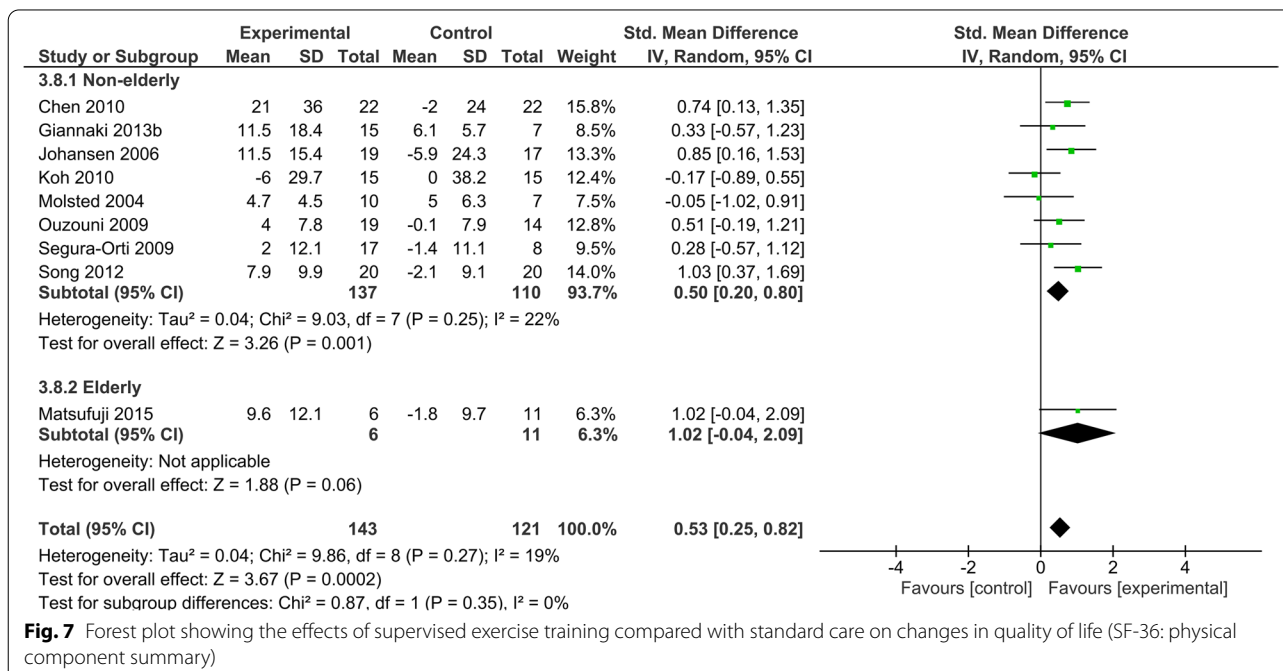 Experimental Control Std. Mean Difference Std. Mean Difference
Study or Subgroup Mean SD Total Mean SD Total Weight IV, Random, 95% CI IV, Random, 95% CI
3.8.1 Non-elderly
Chen 2010 21 36 22 -2 24 22 15.8% 0.74 [0.13, 1.35]
Giannaki 2013b 11.5 18.4 15 6.1 5.7 7 8.5% 0.33 [-0.57, 1.23]
Johansen 2006 11.5 15.4 19 -5.9 24.3 17 13.3% 0.85 [0.16, 1.53]
Koh 2010 -6 29.7 15 0 38.2 15 12.4% -0.17 [-0.89, 0.55]
Molsted 2004 4.7 4.5 10 5 6.3 7 7.5% -0.05 [-1.02, 0.91]
Ouzouni 2009 4 7.8 19 -0.1 7.9 14 12.8% 0.51 [-0.19, 1.21]
Segura-Orti 2009 2 12.1 17 -1.4 11.1 8 9.5% 0.28 [-0.57, 1.12]
Song 2012 7.9 9.9 20 -2.1 9.1 20 14.0% 1.03 [0.37, 1.69]
Subtotal (95% CI) 137 110 93.7% 0.50 [0.20, 0.80]
Heterogeneity: Tau² = 0.04; Chi² = 9.03, df = 7 (P = 0.25); I² = 22%
Test for overall effect: Z = 3.26 (P = 0.001)
3.8.2 Elderly
Matsufuji 2015 9.6 12.1 6 -1.8 9.7 11 6.3% 1.02 [-0.04, 2.09]
Subtotal (95% CI) 6 11 6.3% 1.02 [-0.04, 2.09]
Heterogeneity: Not applicable
Test for overall effect: Z = 1.88 (P = 0.06)
Total (95% CI) 143 121 100.0% 0.53 [0.25, 0.82]
Heterogeneity: Tau² = 0.04; Chi² = 9.86, df = 8 (P = 0.27); I² = 19%
Test for overall effect: Z = 3.67 (P = 0.0002)
Test for subgroup differences: Chi² = 0.87, df = 1 (P = 0.35), I² = 0%
-4 -2 0 2 4
Favours [control] Favours [experimental]
Fig. 7 Forest plot showing the effects of supervised exercise training compared with standard care on changes in quality of life (SF-36: physical
component summary)